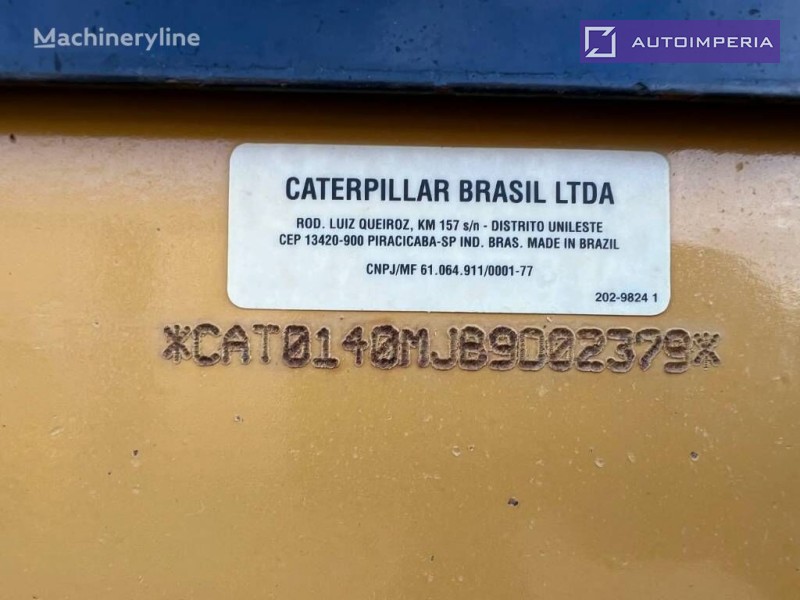 Machineryline
AUTOIMPERIA
CATERPILLAR BRASIL LTDA
ROD. LUIZ QUEIROZ, KM 157 s/n - DISTRITO UNILESTE
CEP 13420-900 PIRACICABA-SP IND. BRAS. MADE IN BRAZIL
CNPJ/MF 61.064.911/0001-77
202-9824 1
*CAT0140MJB9D02379*